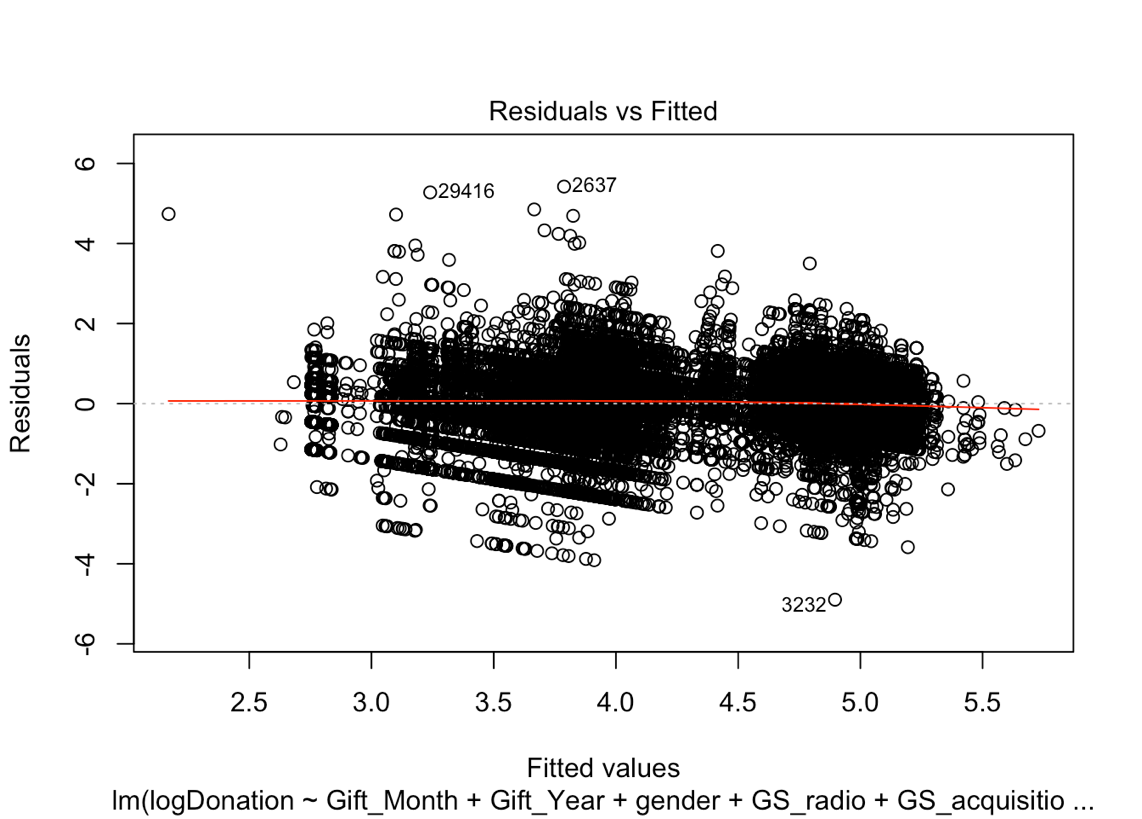 Residuals vs Fitted
6
4
2
0
-2
-4
-6
Residuals
29416
2637
3232
2.5 3.0 3.5 4.0 4.5 5.0 5.5
Fitted values
lm(logDonation ~ Gift_Month + Gift_Year + gender + GS_radio + GS_acquisitio ...